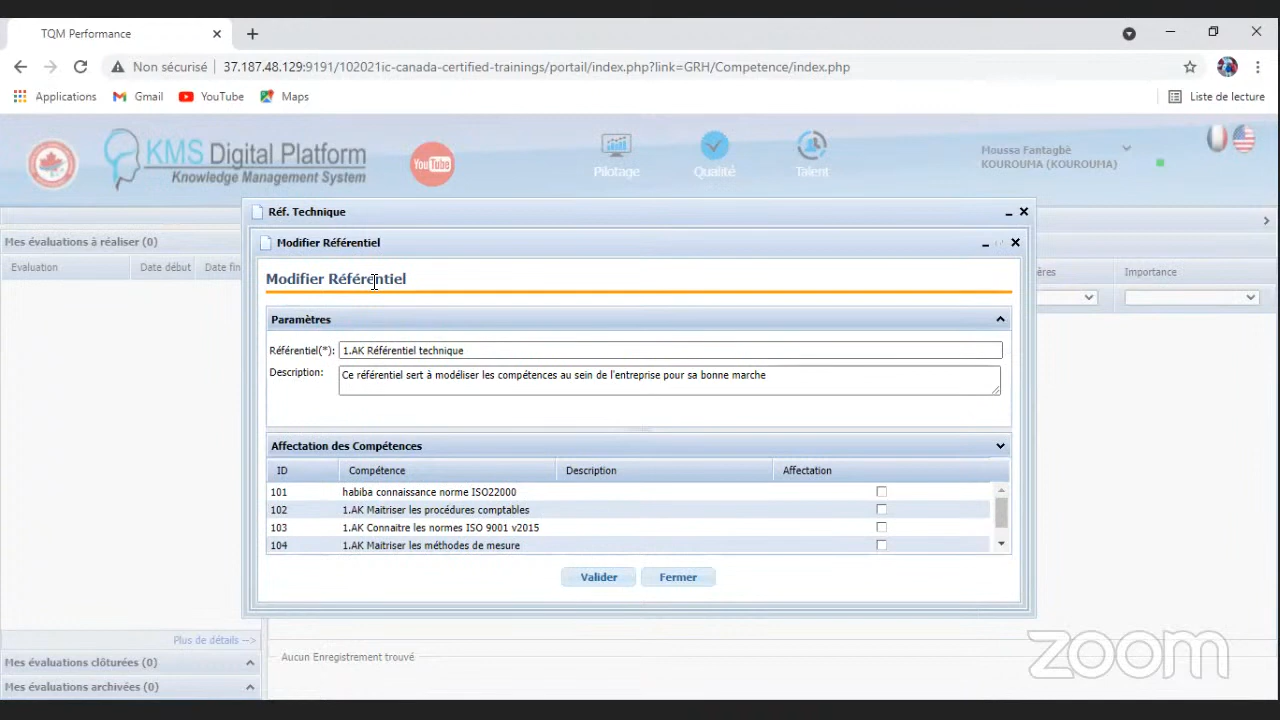 TQM Performance
Non sécurisé
37.187.48.129:9191/102021ic-canada-certified-trainings/portail/index.php?link=GRH/Competence/index.php
Applications Gmail YouTube Maps Liste de lecture
KMS Digital Platform
Knowledge Management System
YouTube
Pilotage Qualité Talent
Moussa Fantagbè
KOUROUMA (KOUROUMA)
Réf. Technique
Mes évaluations à réaliser (0)
Modifier Référentiel
Evaluation Date début Date fin
ères Importance
Modifier Référentiel
Paramètres
Référentiel(*): 1.AK Référentiel technique
Description: Ce référentiel sert à modéliser les compétences au sein de l'entreprise pour sa bonne marche
Affectation des Compétences
ID Compétence Description Affectation
101 habiba connaissance norme ISO22000
102 1.AK Maitriser les procédures comptables
103 1.AK Connaitre les normes ISO 9001 v2015
104 1.AK Maitriser les méthodes de mesure
Valider Fermer
Plus de détails -->
Aucun Enregistrement trouvé
Mes évaluations clôturées (0)
Mes évaluations archivées (0)
zoom